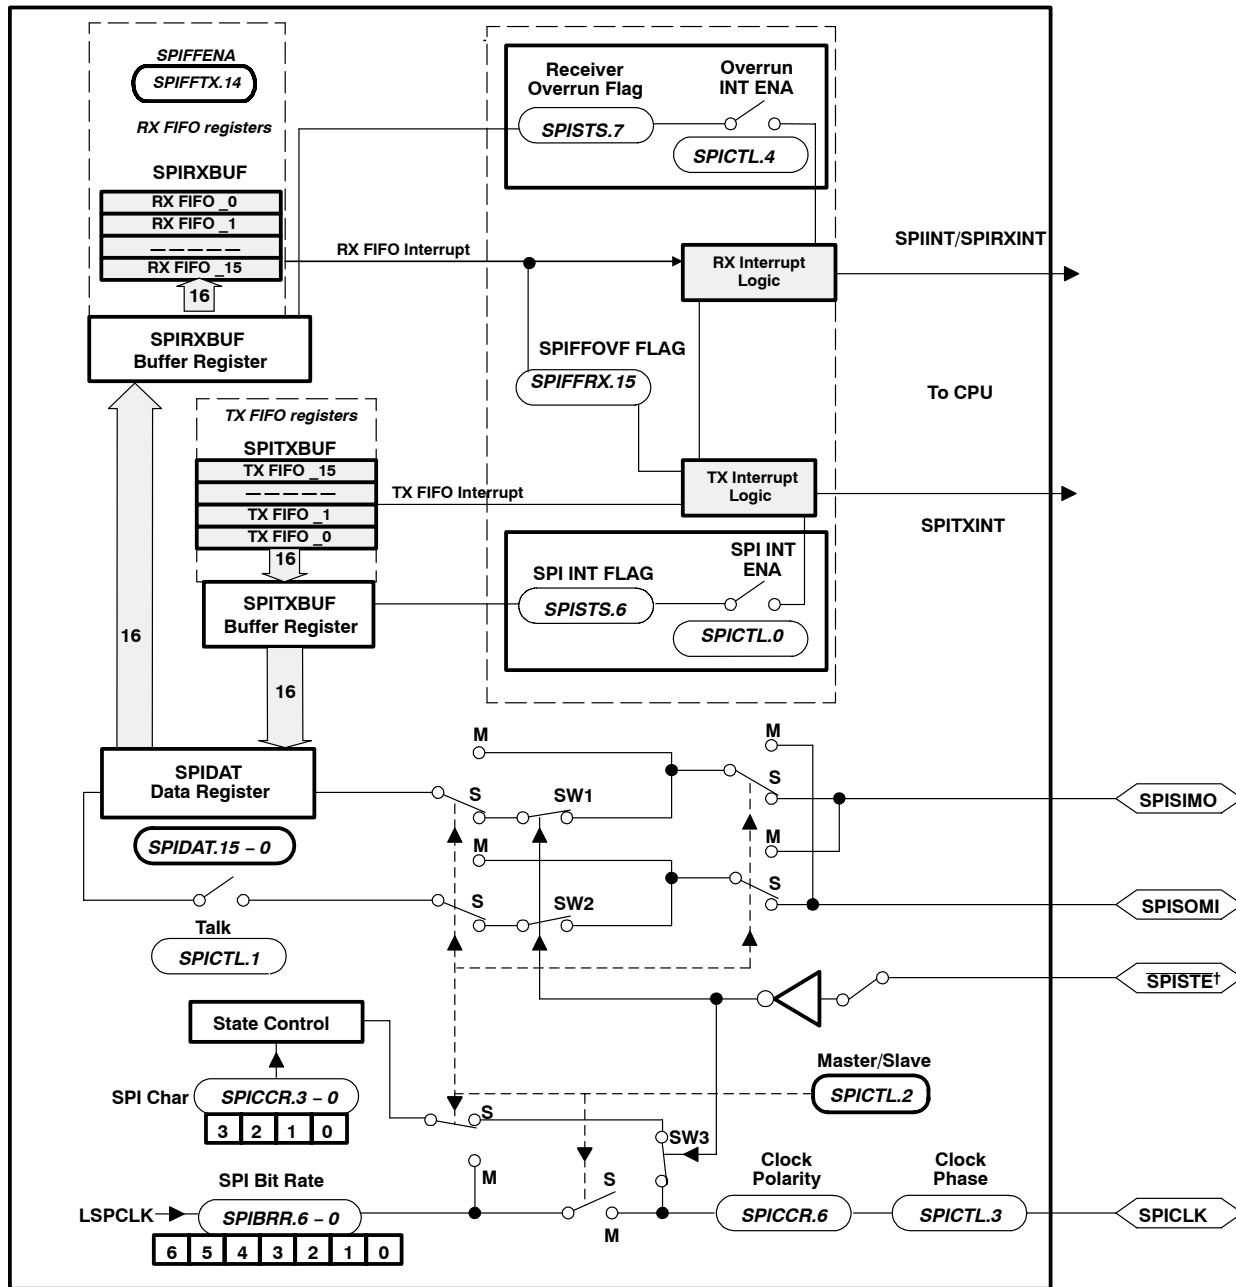 SPIFFENA
SPIFFTX.14
RX FIFO registers
SPIRXBUF
RX FIFO _0
RX FIFO _1
— — — — —
RX FIFO _15
16
SPIRXBUF
Buffer Register
TX FIFO registers
SPITXBUF
TX FIFO _15
— — — — —
TX FIFO _1
TX FIFO _0
16
SPITXBUF
Buffer Register
16
16
SPIDAT
Data Register
SPIDAT.15 – 0
Talk
SPICTL.1
Receiver
Overrun Flag
SPISTS.7
Overrun
INT ENA
SPICTL.4
RX FIFO Interrupt
RX Interrupt
Logic
SPIINT/SPIRXINT
SPIFFOVF FLAG
SPIFFRX.15
To CPU
TX FIFO Interrupt
TX Interrupt
Logic
SPITXINT
SPI INT FLAG
SPISTS.6
SPI INT
ENA
SPICTL.0
M
S
SW1
M
S
SPISIMO
M
S
SW2
M
S
SPISOMI
SPISTE†
State Control
SPI Char
SPICCR.3 – 0
3 2 1 0
Master/Slave
SPICTL.2
S
M
SW3
S
M
SPI Bit Rate
LSPCLK
SPIBRR.6 – 0
6 5 4 3 2 1 0
Clock
Polarity
SPICCR.6
Clock
Phase
SPICTL.3
SPICLK